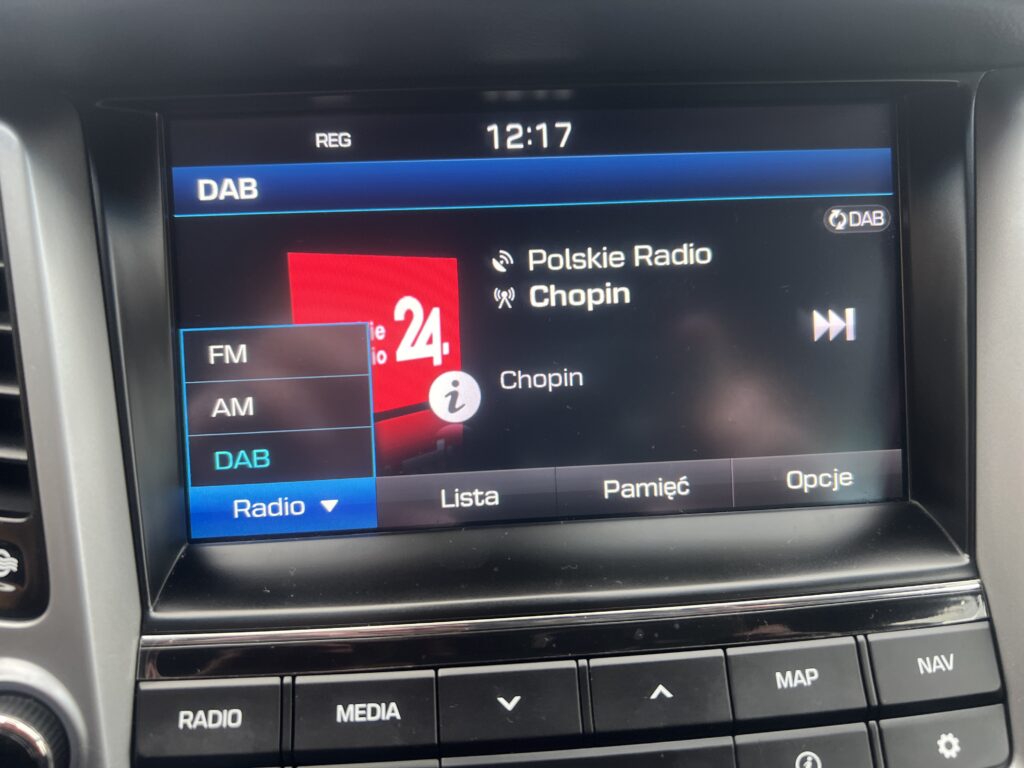 REG 12:17
DAB
DAB
Polskie Radio
Chopin
24.
Chopin
FM
AM
DAB
Radio
Lista
Pamięć
Opcje
RADIO
MEDIA
MAP
NAV